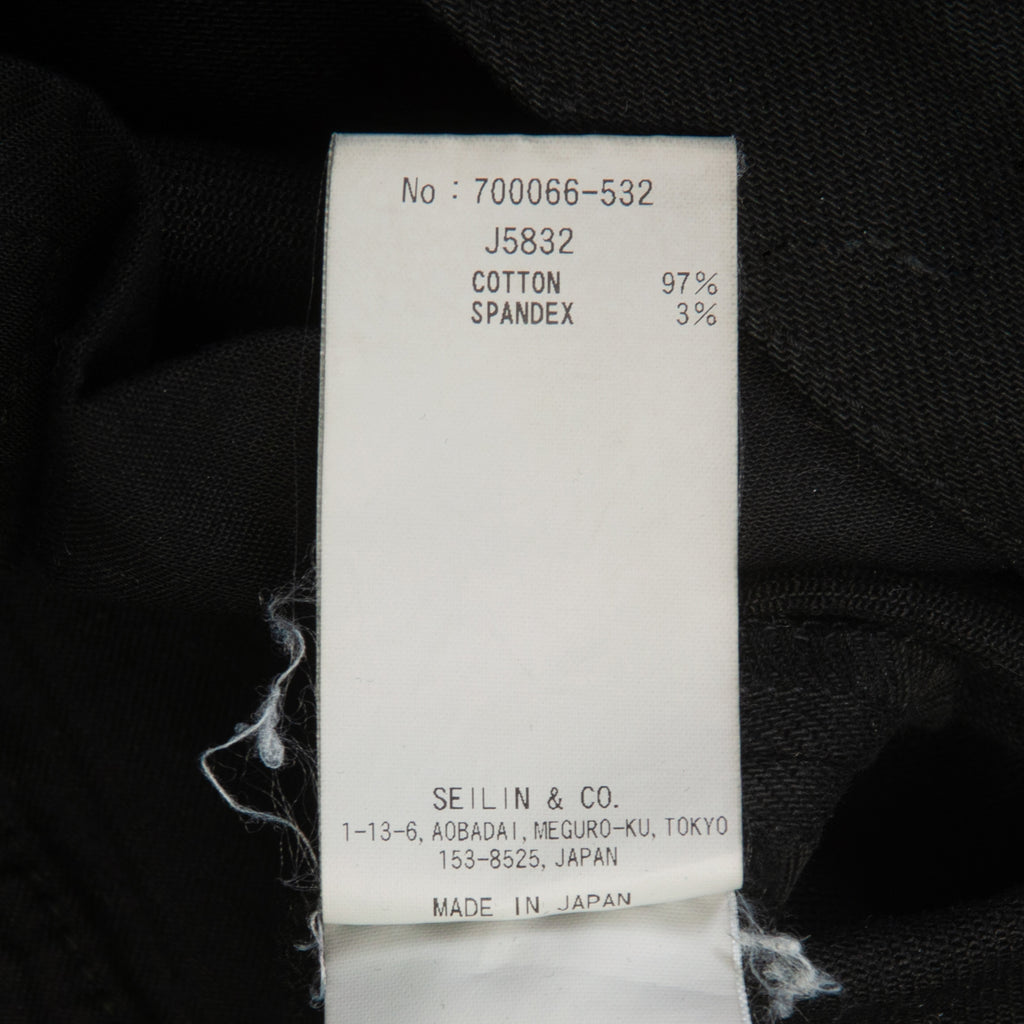 No : 700066-532
J5832
COTTON 97%
SPANDEX 3%
SEILIN & CO.
1-13-6, AOBADAI, MEGURO-KU, TOKYO
153-8525, JAPAN
MADE IN JAPAN